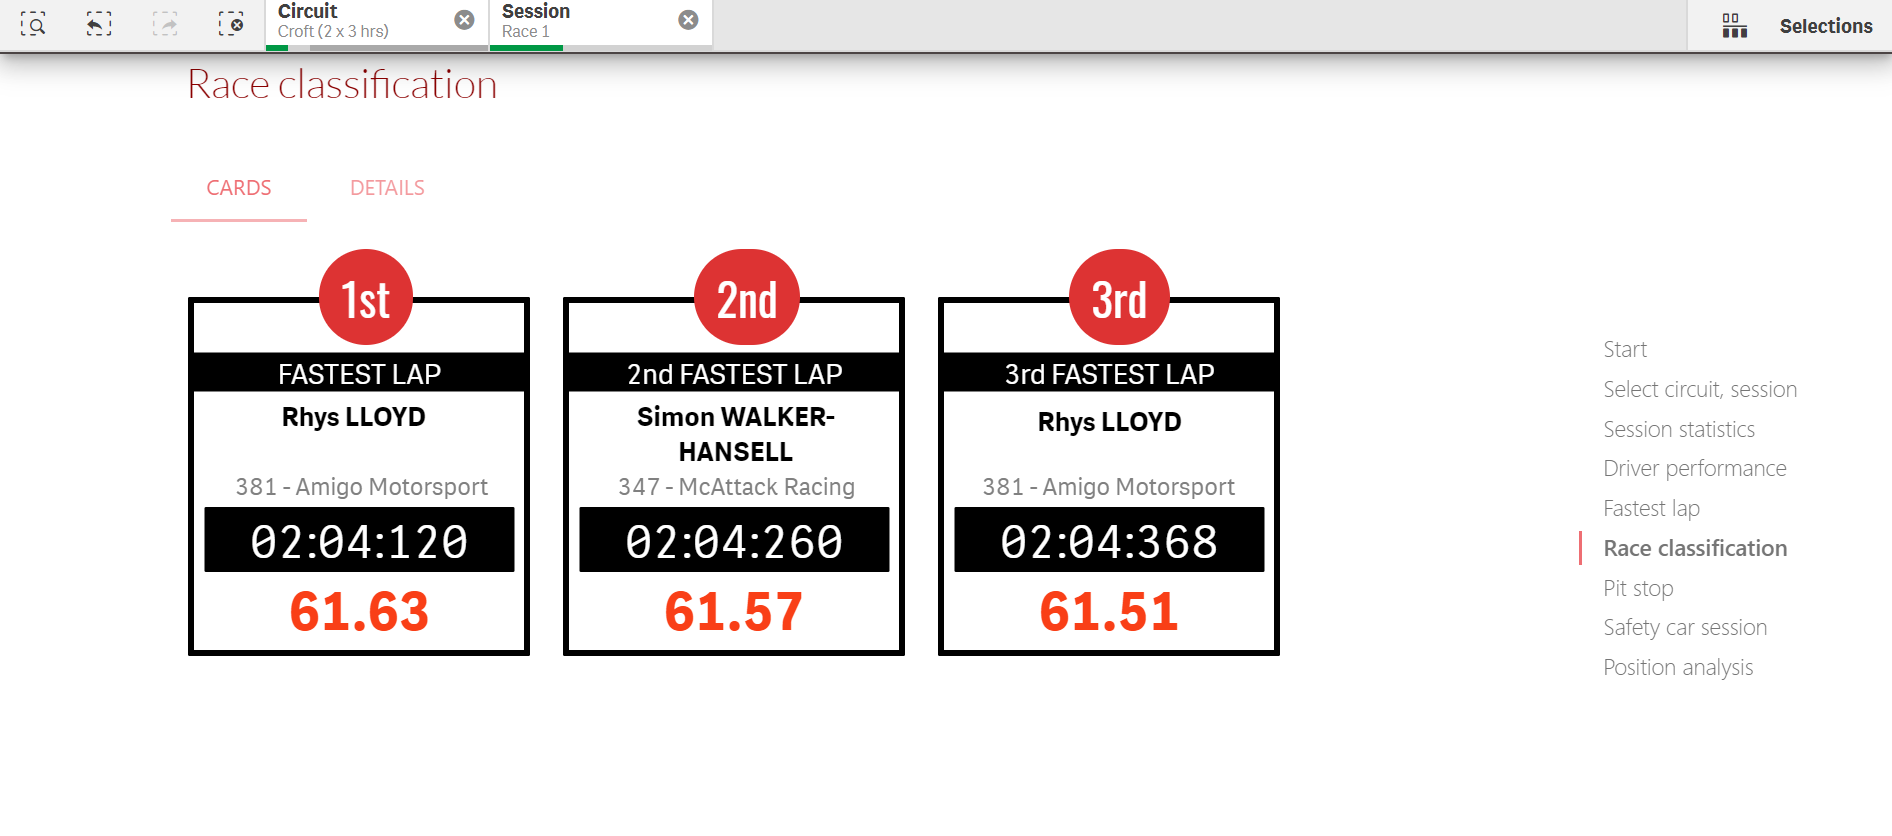 Circuit
Croft (2 x 3 hrs)
Session
Race 1
Selections
Race classification
CARDS
DETAILS
1st
FASTEST LAP
Rhys LLOYD
381 - Amigo Motorsport
02:04:120
61.63
2nd
2nd FASTEST LAP
Simon WALKER-
HANSELL
347 - McAttack Racing
02:04:260
61.57
3rd
3rd FASTEST LAP
Rhys LLOYD
381 - Amigo Motorsport
02:04:368
61.51
Start
Select circuit, session
Session statistics
Driver performance
Fastest lap
Race classification
Pit stop
Safety car session
Position analysis